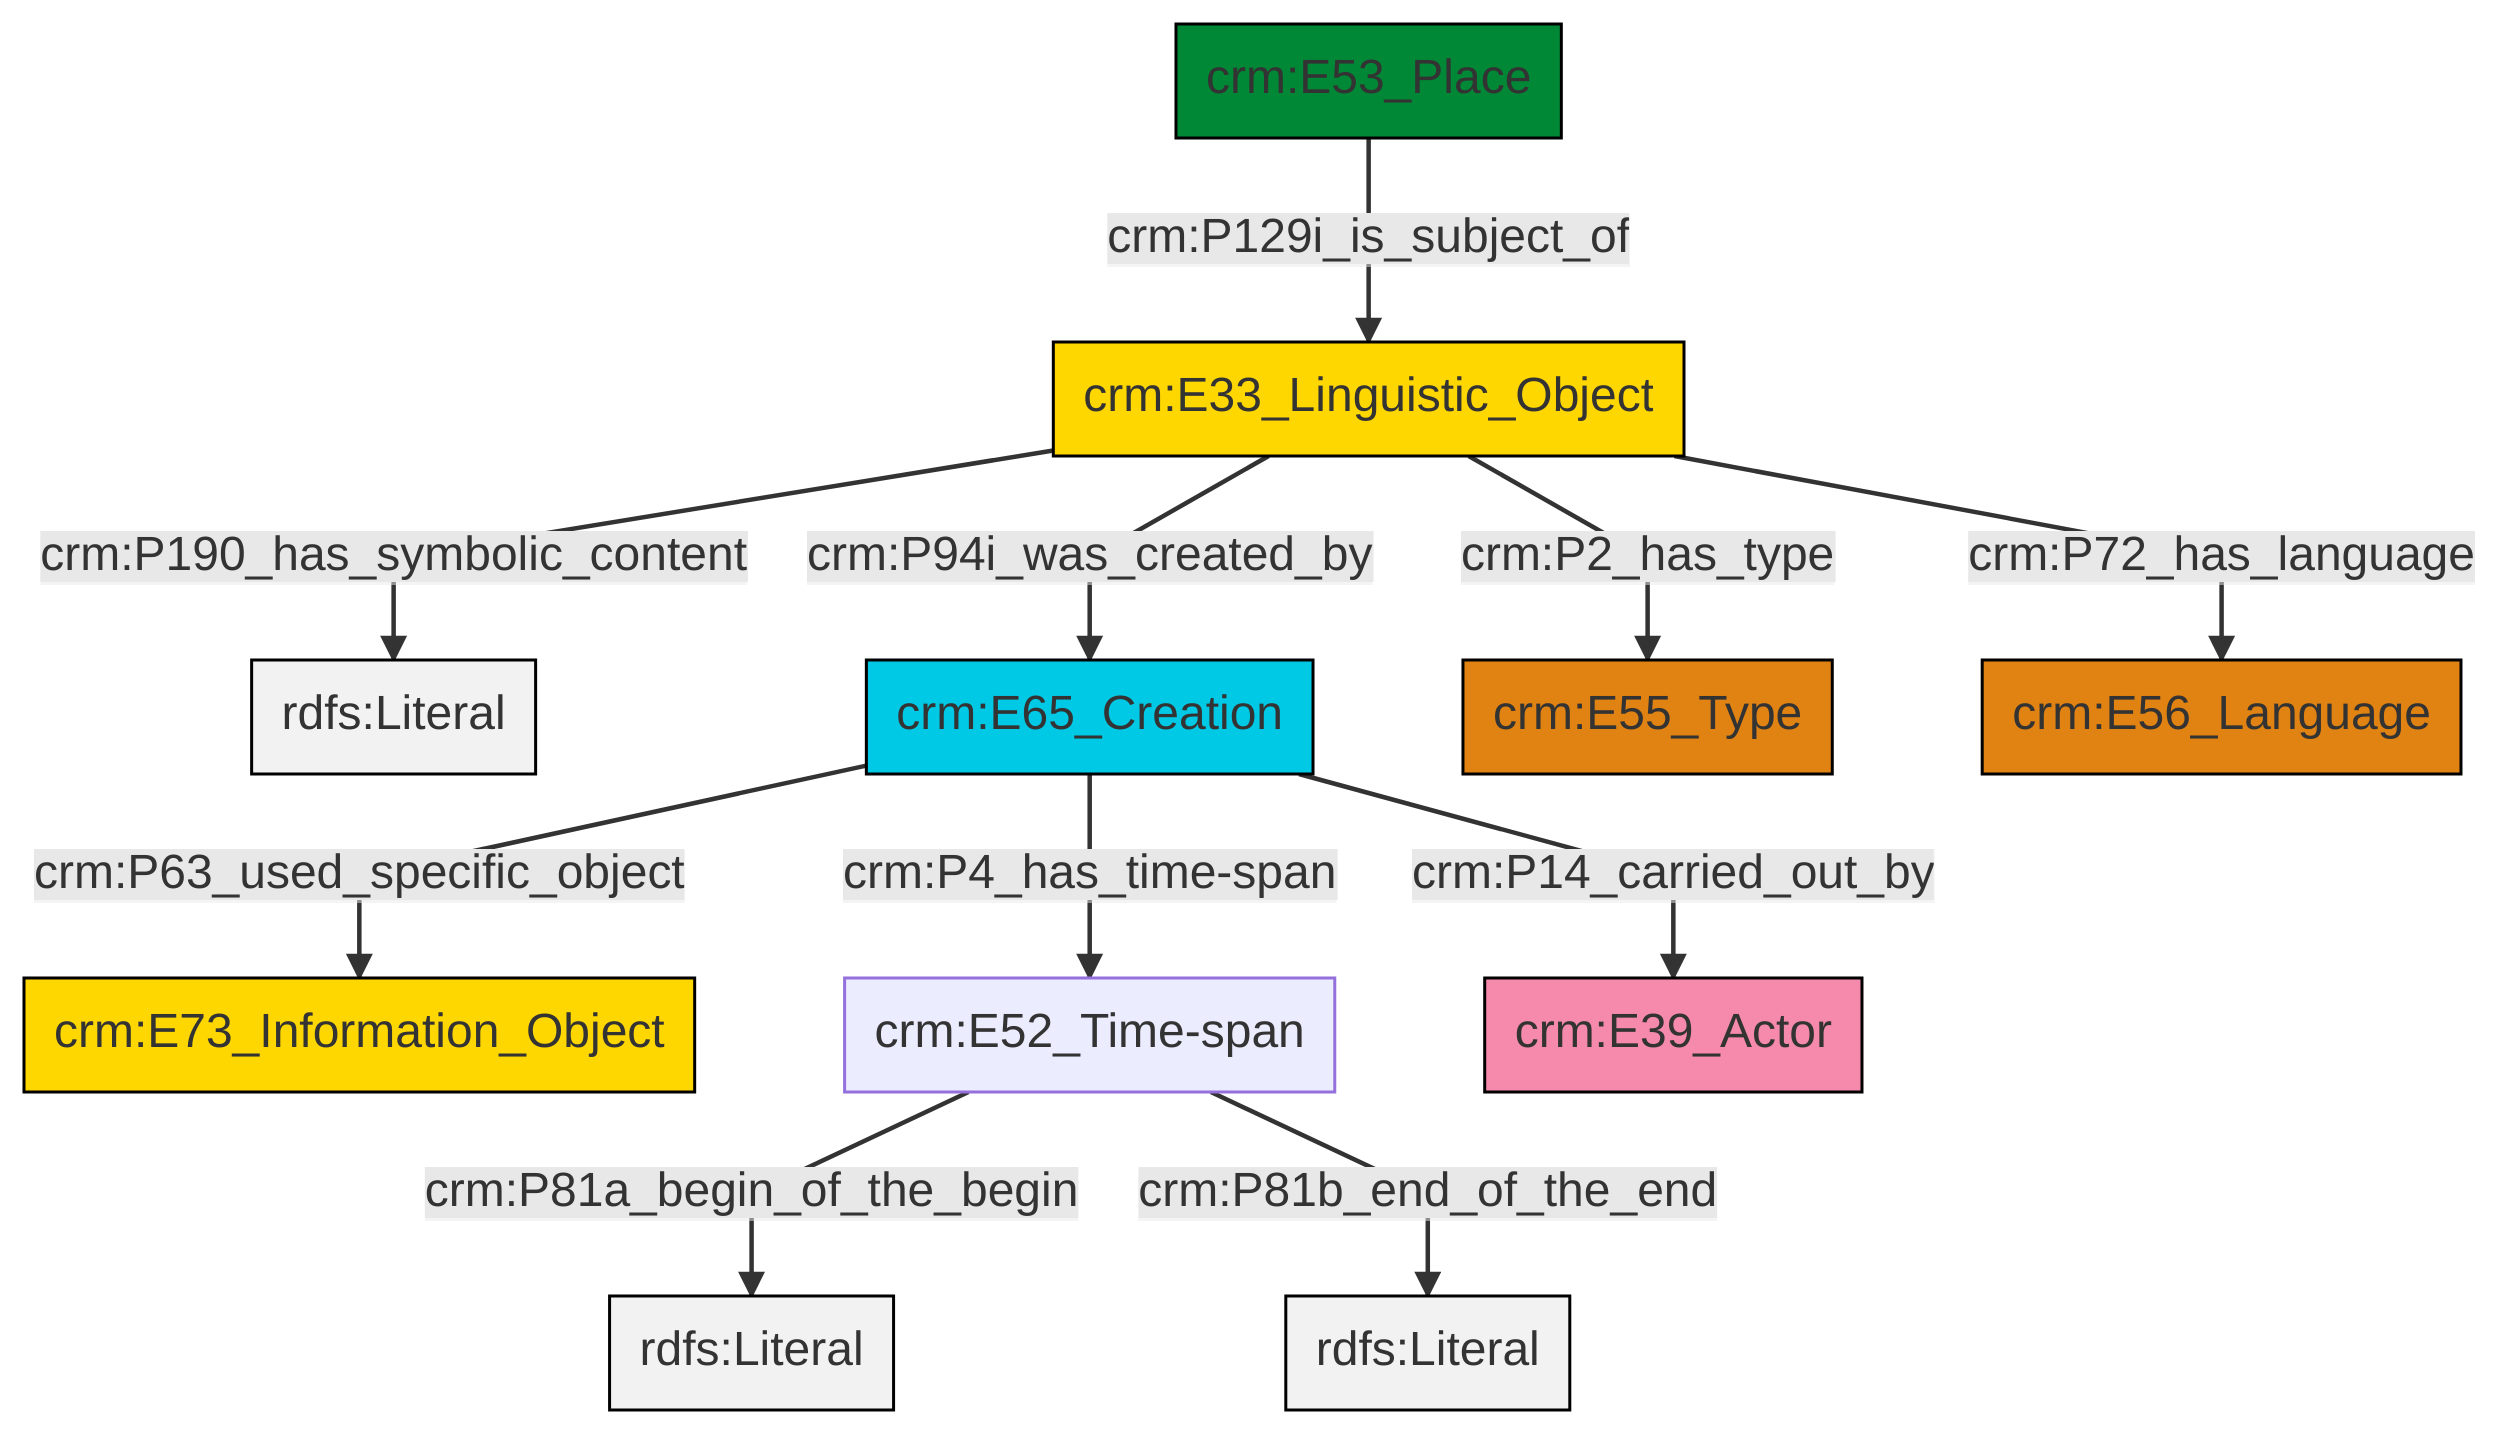 crm:E53_Place
crm:P129i_is_subject_of
crm:E33_Linguistic_Object
crm:P190_has_symbolic_content
crm:P94i_was_created_by
crm:P2_has_type
crm:P72_has_language
rdfs:Literal
crm:E65_Creation
crm:E55_Type
crm:E56_Language
crm:P63_used_specific_object
crm:P4_has_time-span
crm:P14_carried_out_by
crm:E73_Information_Object
crm:E52_Time-span
crm:E39_Actor
crm:P81a_begin_of_the_begin
crm:P81b_end_of_the_end
rdfs:Literal
rdfs:Literal